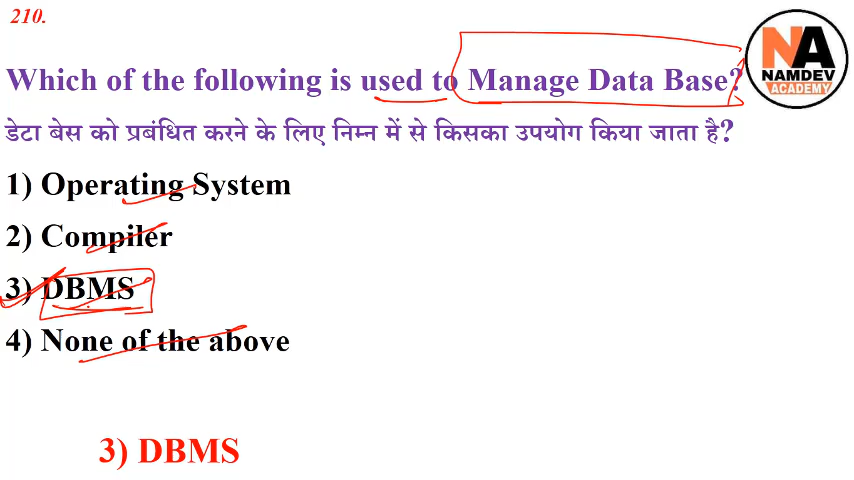 210.
NA
NAMDEV
ACADEMY
Which of the following is used to Manage Data Base?
डेटा बेस को प्रबंधित करने के लिए निम्न में से किसका उपयोग किया जाता है?
1) Operating System
2) Compiler
3) DBMS
4) None of the above
3) DBMS